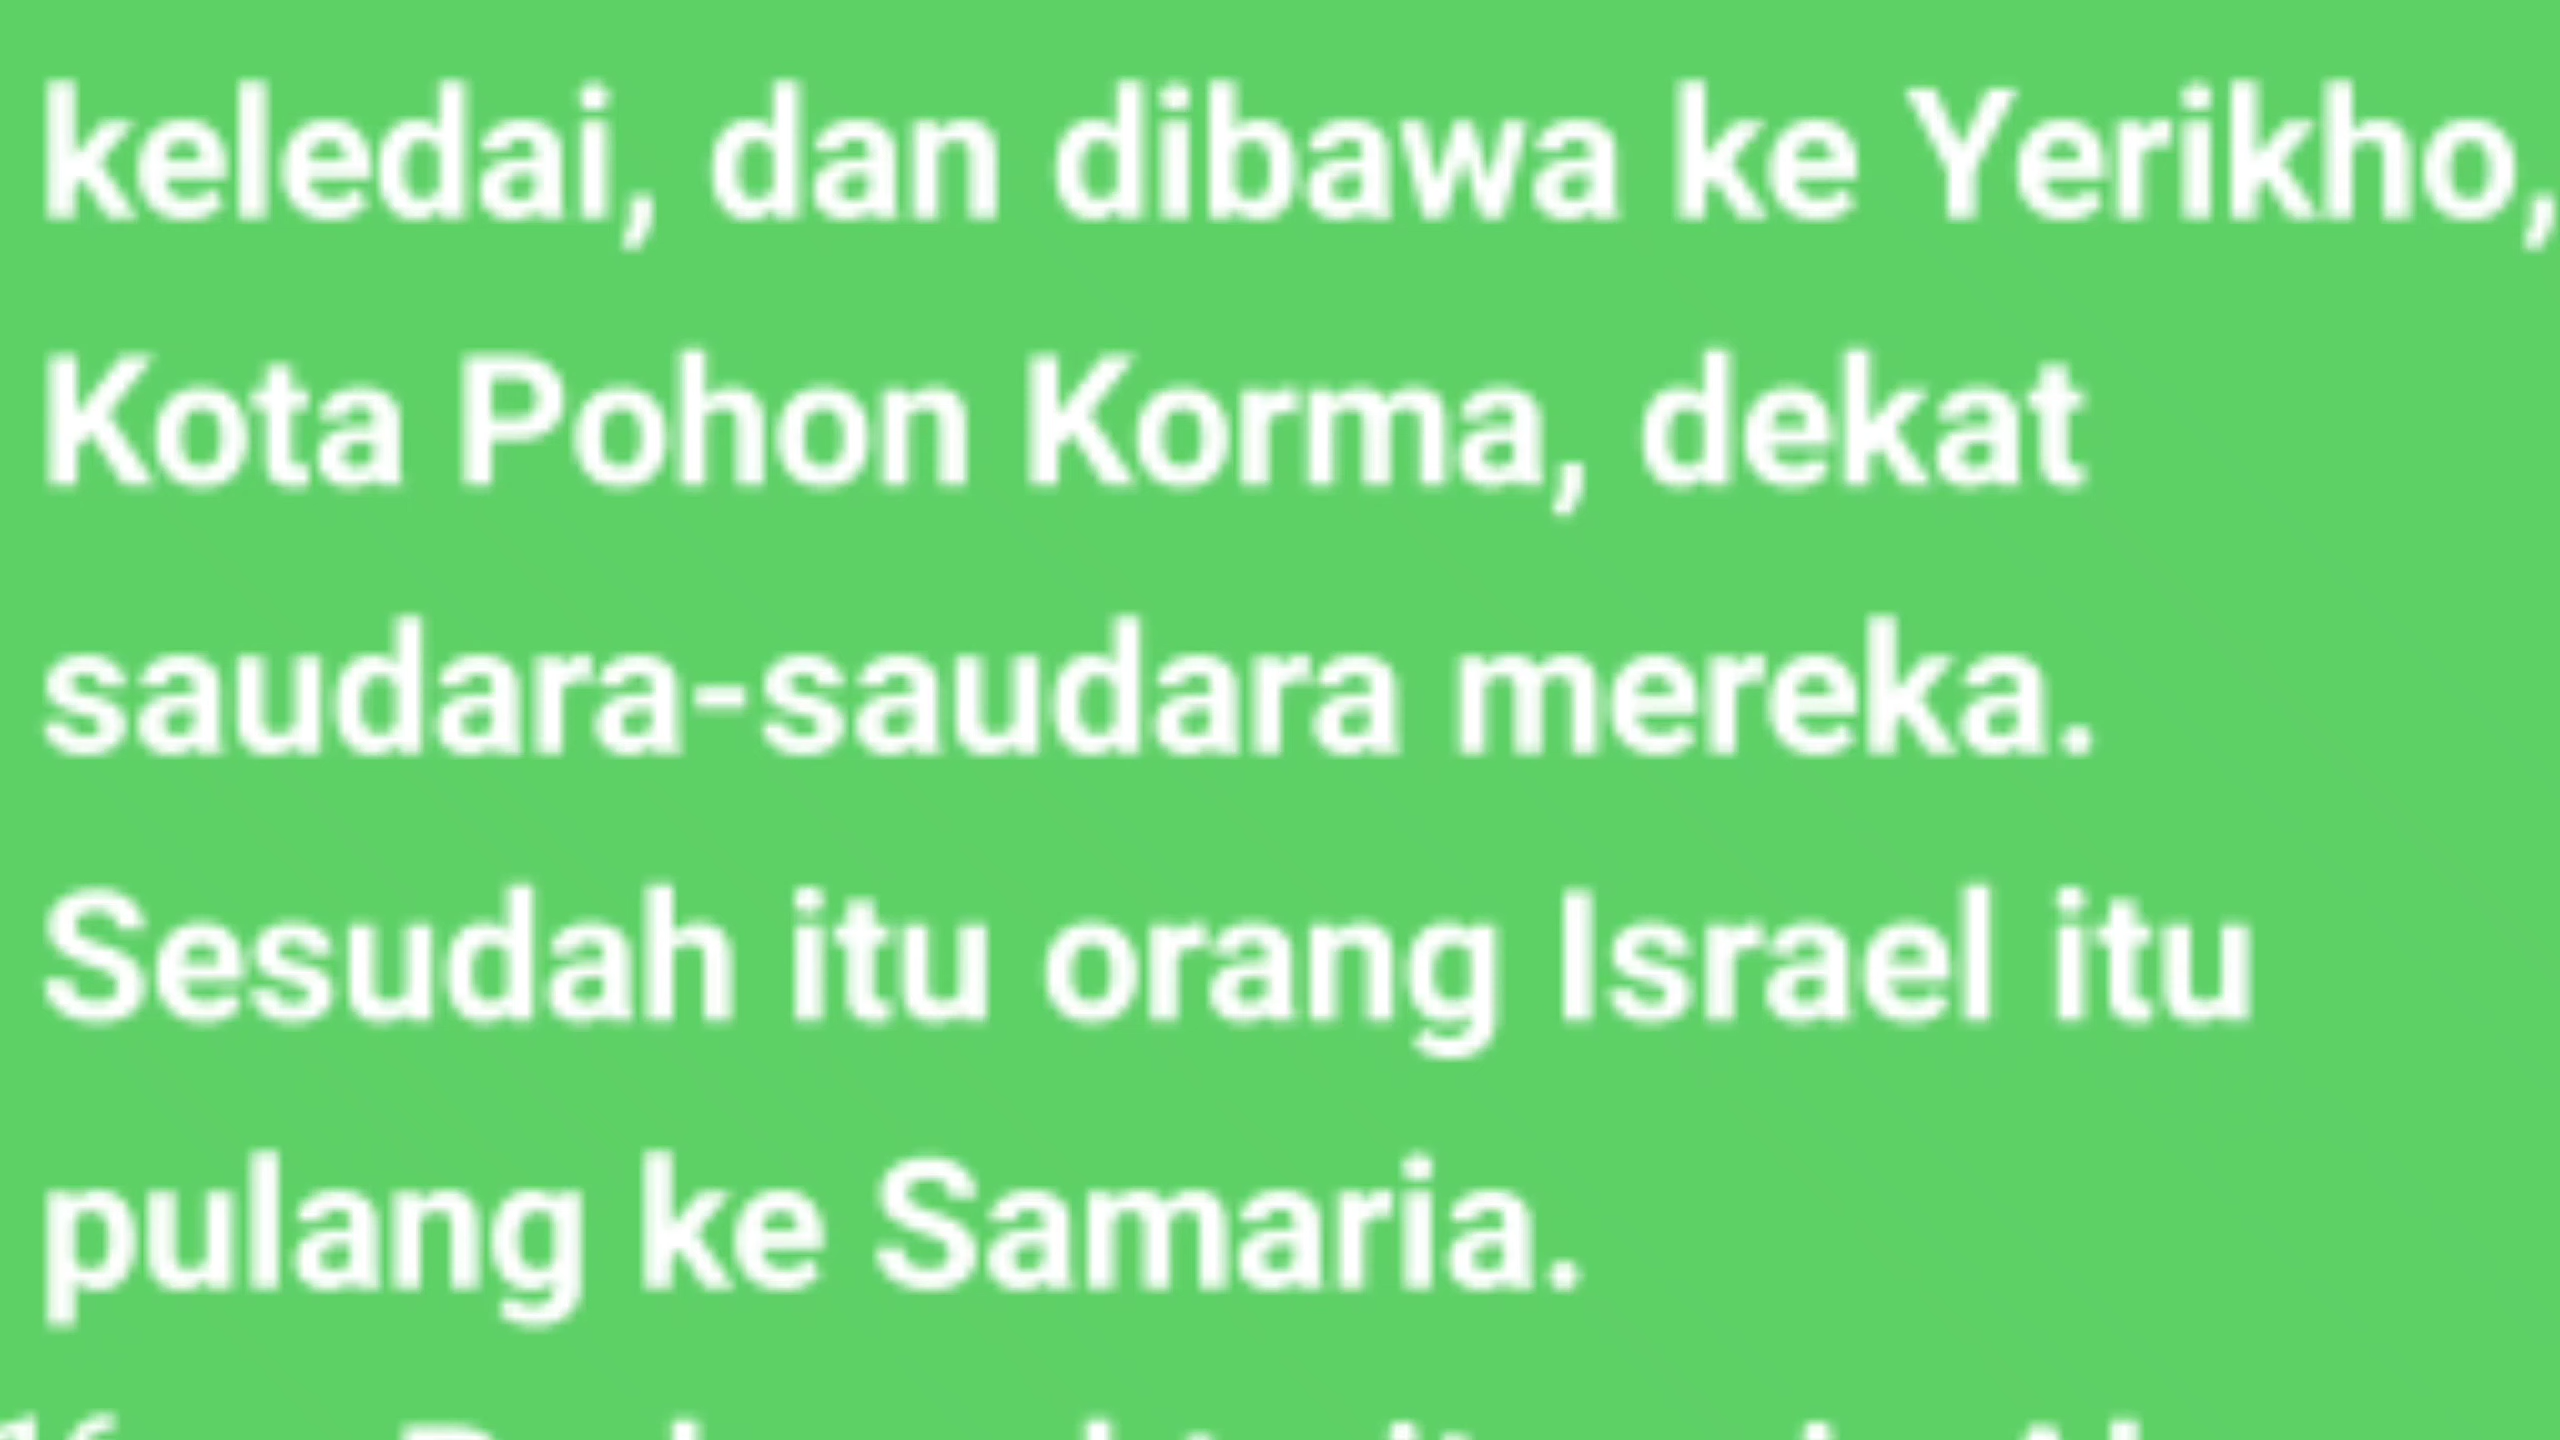 keledai, dan dibawa ke Yerikho,
Kota Pohon Korma, dekat
saudara-saudara mereka.
Sesudah itu orang Israel itu
pulang ke Samaria.